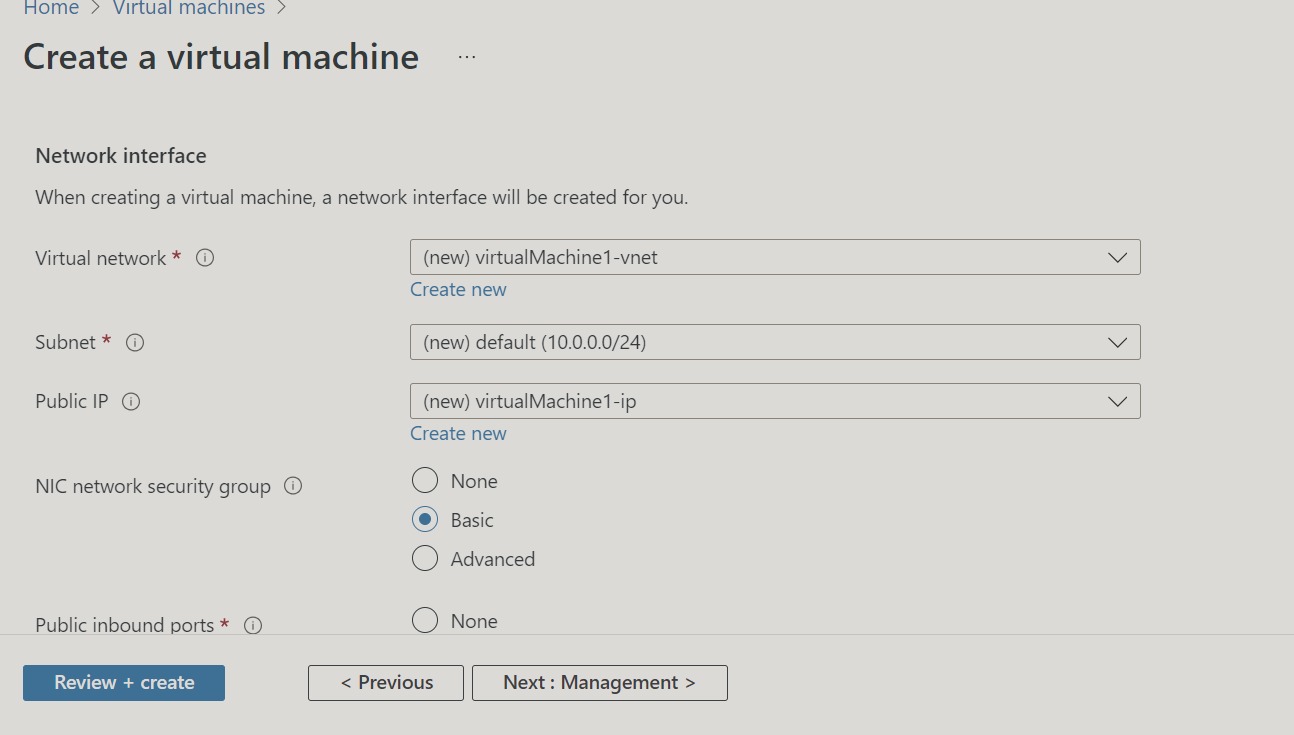 Home > Virtual machines >
Create a virtual machine ...
Network interface
When creating a virtual machine, a network interface will be created for you.
Virtual network * (new) virtualMachine1-vnet
Create new
Subnet * (new) default (10.0.0.0/24)
Public IP (new) virtualMachine1-ip
Create new
NIC network security group None
Basic
Advanced
Public inbound ports * None
Review + create < Previous Next : Management >